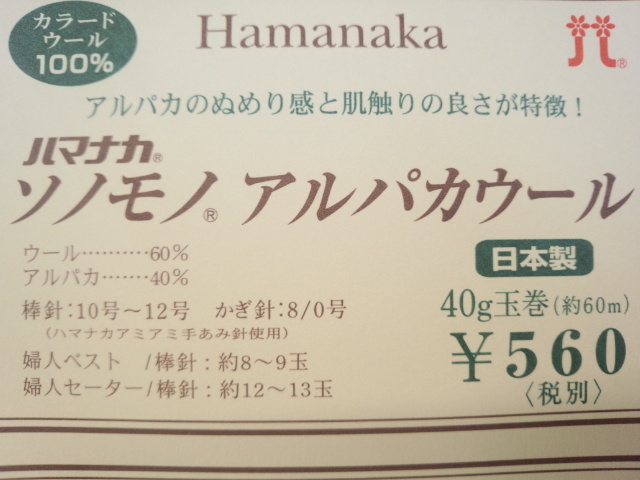 カラード
ウール
100%
Hamanaka
®
アルパカのぬめり感と肌触りの良さが特徴！
ハマナカ®
ソノモノ® アルパカウール
ウール………60%
アルパカ……40%
日本製
棒針：10号～12号 かぎ針：8/0号
（ハマナカアミアミ手あみ針使用）
40g玉巻（約60m）
婦人ベスト /棒針：約8～9玉
婦人セーター/棒針：約12～13玉
￥560
〈税別〉